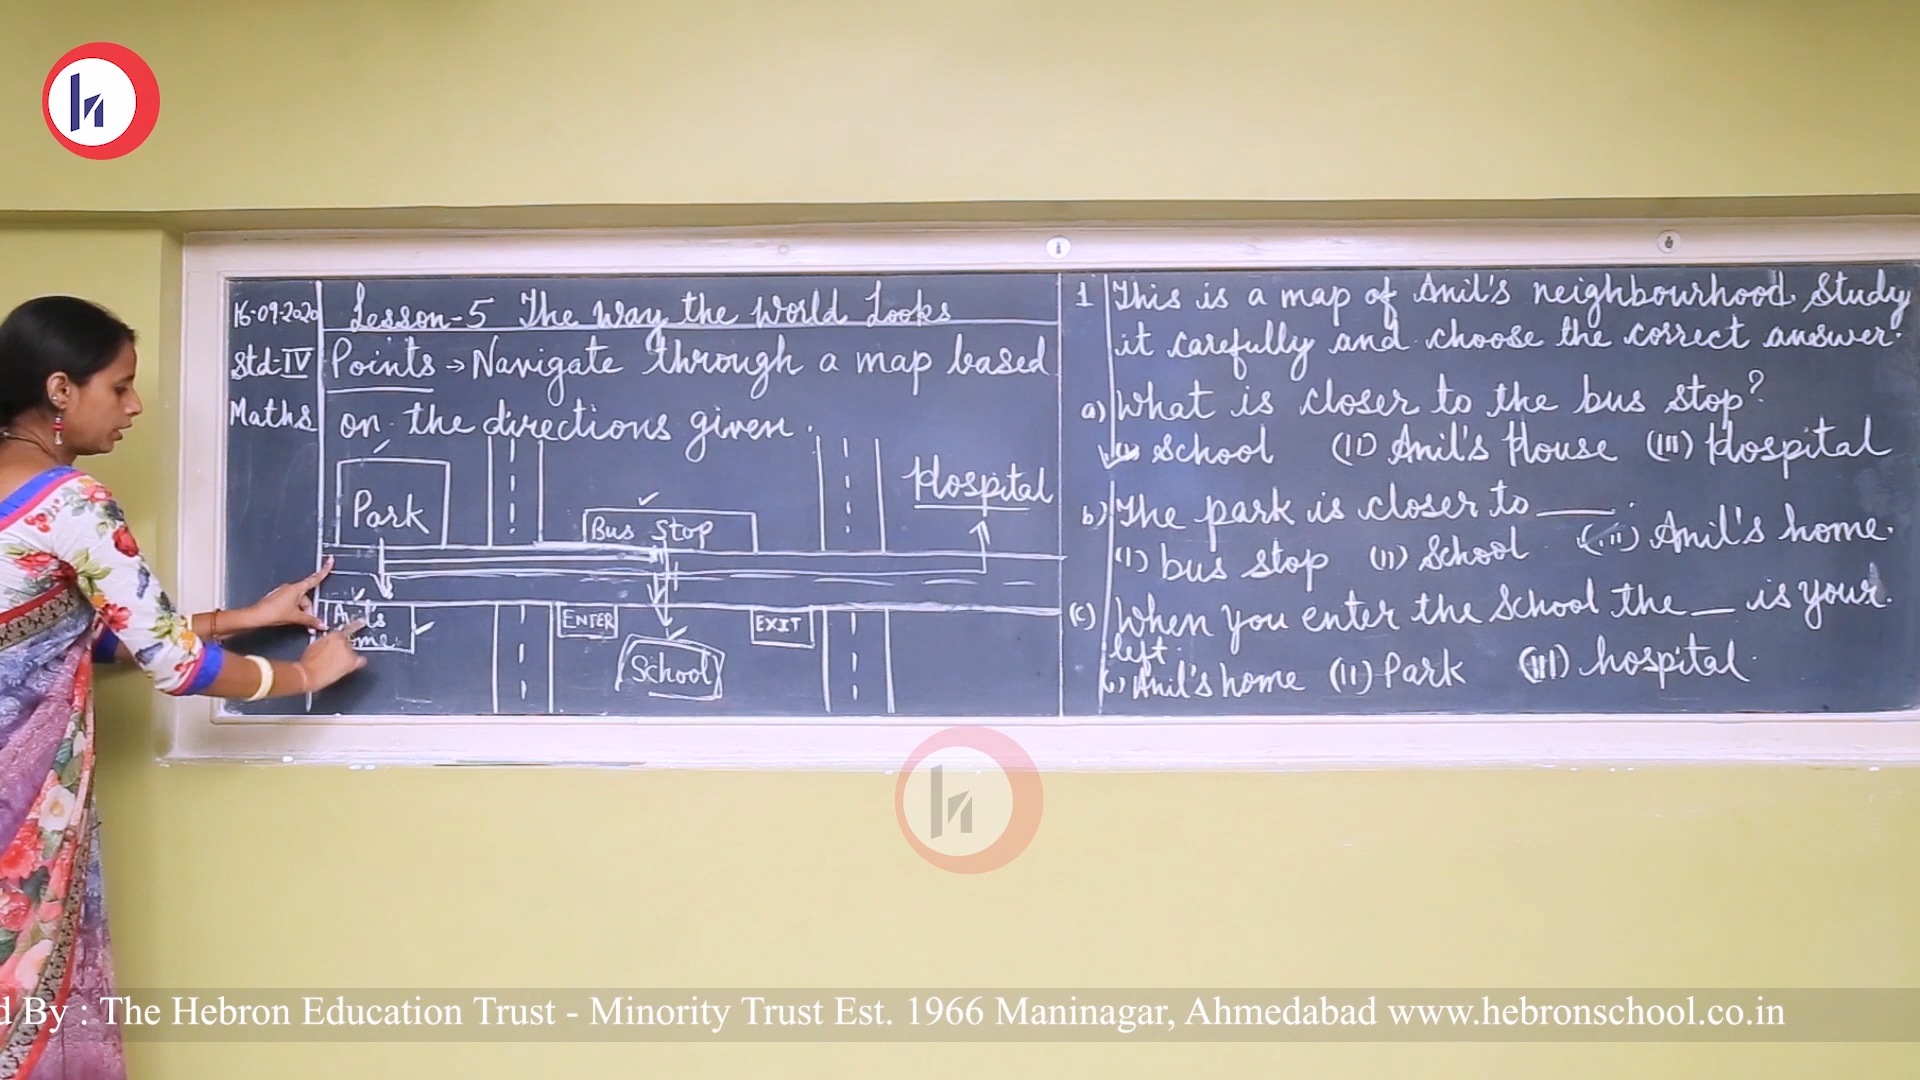 16-09-2020
Lesson-5 The Way the World Looks
Std-IV
Points → Navigate through a map based
Maths
on the directions given.
Park
Bus Stop
Hospital
ENTER
EXIT
School
1 This is a map of Anil's neighbourhood, Study
it carefully and choose the correct answer.
a) What is closer to the bus stop?
School (II) Anil's House (III) Hospital
b) The park is closer to ____.
(I) bus stop (II) School (iii) Anil's home.
(c) When you enter the School the __ is your
left.
(i) Anil's home (II) Park (III) hospital.
d By : The Hebron Education Trust - Minority Trust Est. 1966 Maninagar, Ahmedabad www.hebronschool.co.in